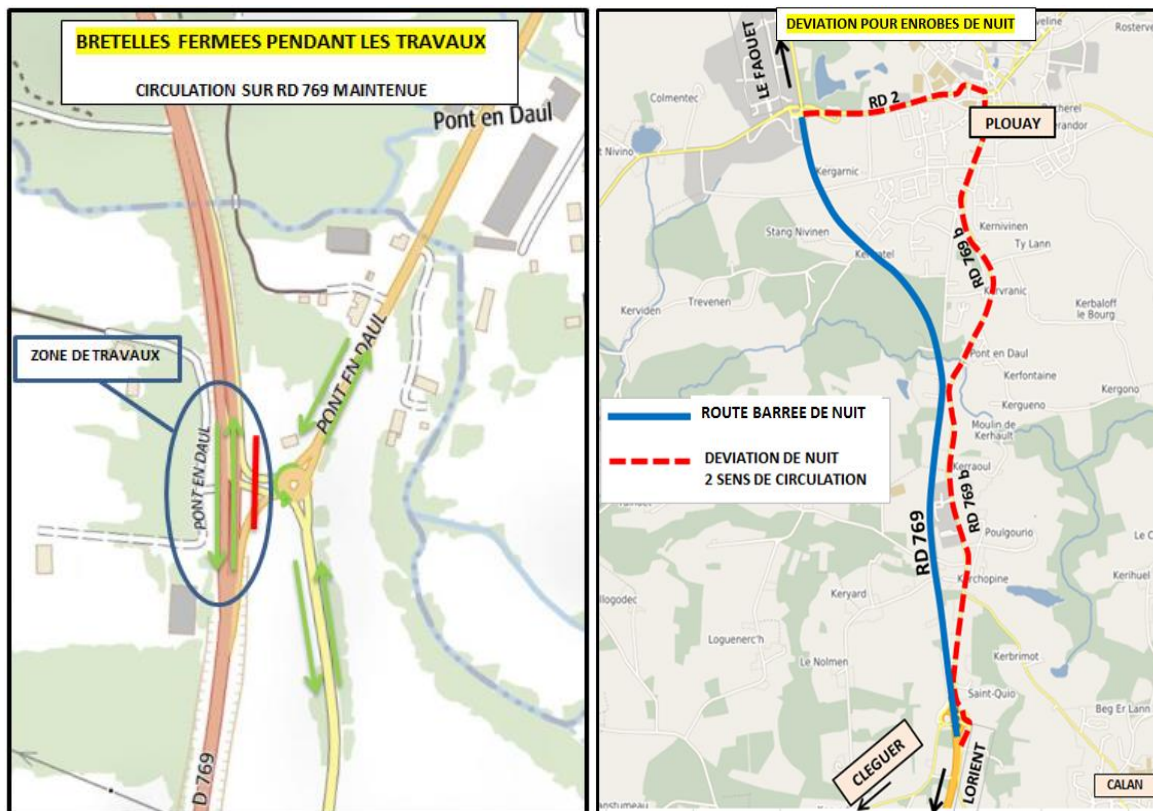 BRETELLES FERMEES PENDANT LES TRAVAUX
CIRCULATION SUR RD 769 MAINTENUE
Pont en Daul
PONT EN DAUL
ZONE DE TRAVAUX
PONT EN DAUL
D 769
DEVIATION POUR ENROBES DE NUIT
LE FAOUET
Rosterve
Colmentec
RD 2
PLOUAY
Kergarnic
Stang Nivinen
Kernivinen
Ty Lann
RD 769 b
Trevenen
Kerviden
Kerbaloff
le Bourg
Pont en Daul
Kerfontaine
Kergono
Kergueno
ROUTE BARREE DE NUIT
Moulin de
Kerhault
DEVIATION DE NUIT
2 SENS DE CIRCULATION
Kerraoul
RD 769 b
RD 769
Poulgourio
Kerchopine
Kerihuel
Keryard
Loguenerc'h
Le Nolmen
Kerbrimot
Saint-Quio
Beg Er Lann
CLEGUER
LORIENT
CALAN